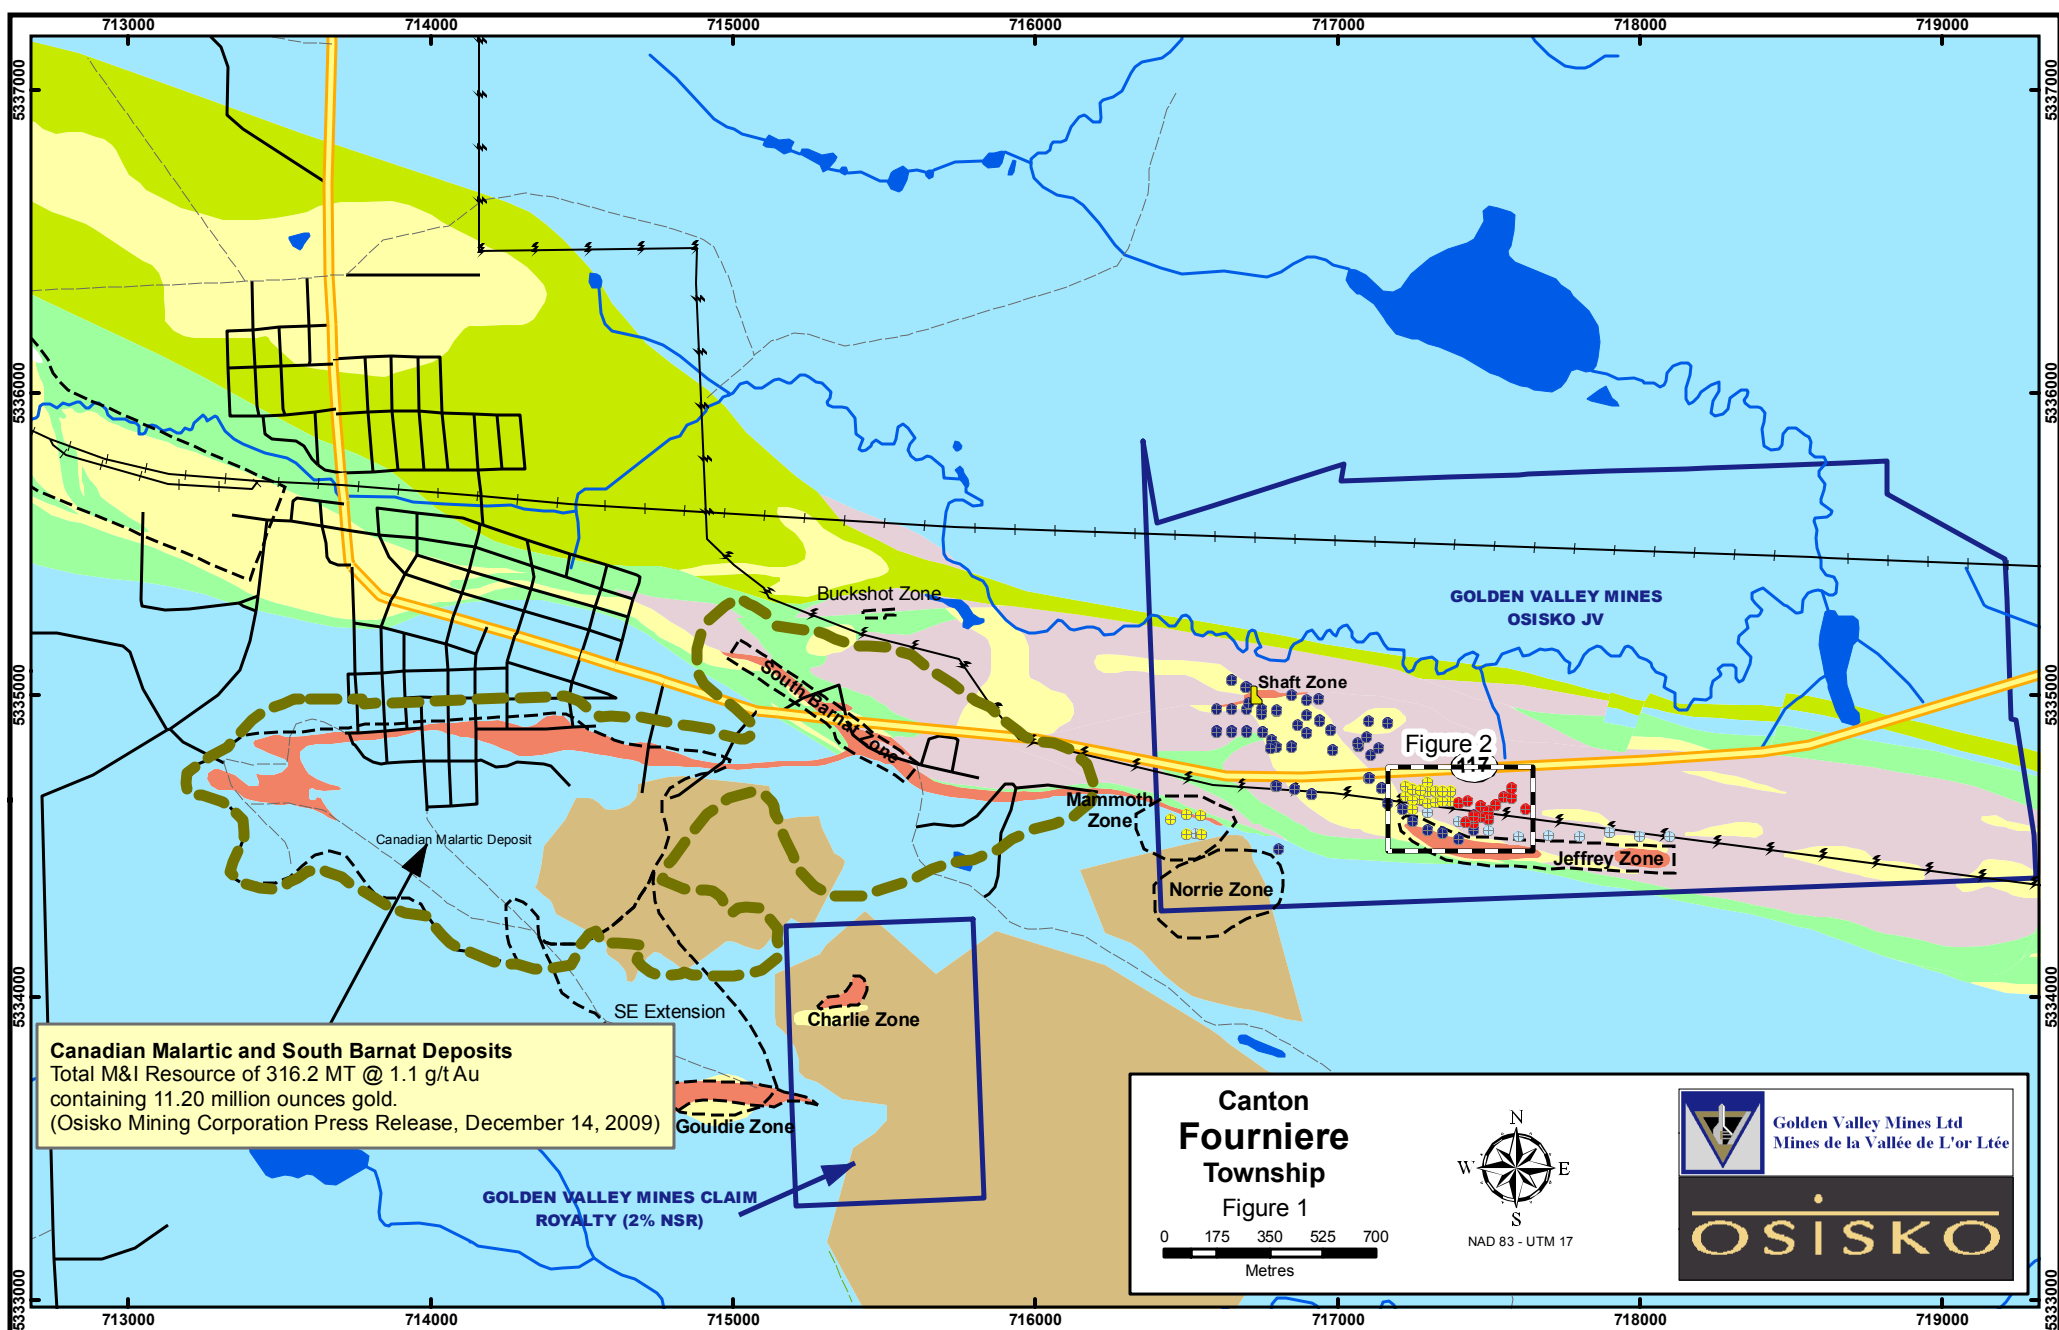 713000 714000 715000 716000 717000 718000 719000
5337000 5337000
5336000 5336000
5335000 5335000
5334000 5334000
5333000 5333000
Buckshot Zone
GOLDEN VALLEY MINES
OSISKO JV
South Barnat Zone
Shaft Zone
Figure 2
117
Mammoth
Zone
Canadian Malartic Deposit
Jeffrey Zone
Norrie Zone
SE Extension
Charlie Zone
Canadian Malartic and South Barnat Deposits
Total M&I Resource of 316.2 MT @ 1.1 g/t Au
containing 11.20 million ounces gold.
(Osisko Mining Corporation Press Release, December 14, 2009)
Gouldie Zone
GOLDEN VALLEY MINES CLAIM
ROYALTY (2% NSR)
Canton
Fourniere
Township
Figure 1
0 175 350 525 700
Metres
N
W E
S
NAD 83 - UTM 17
Golden Valley Mines Ltd
Mines de la Vallée de L'or Ltée
OSISKO
713000 714000 715000 716000 717000 718000 719000